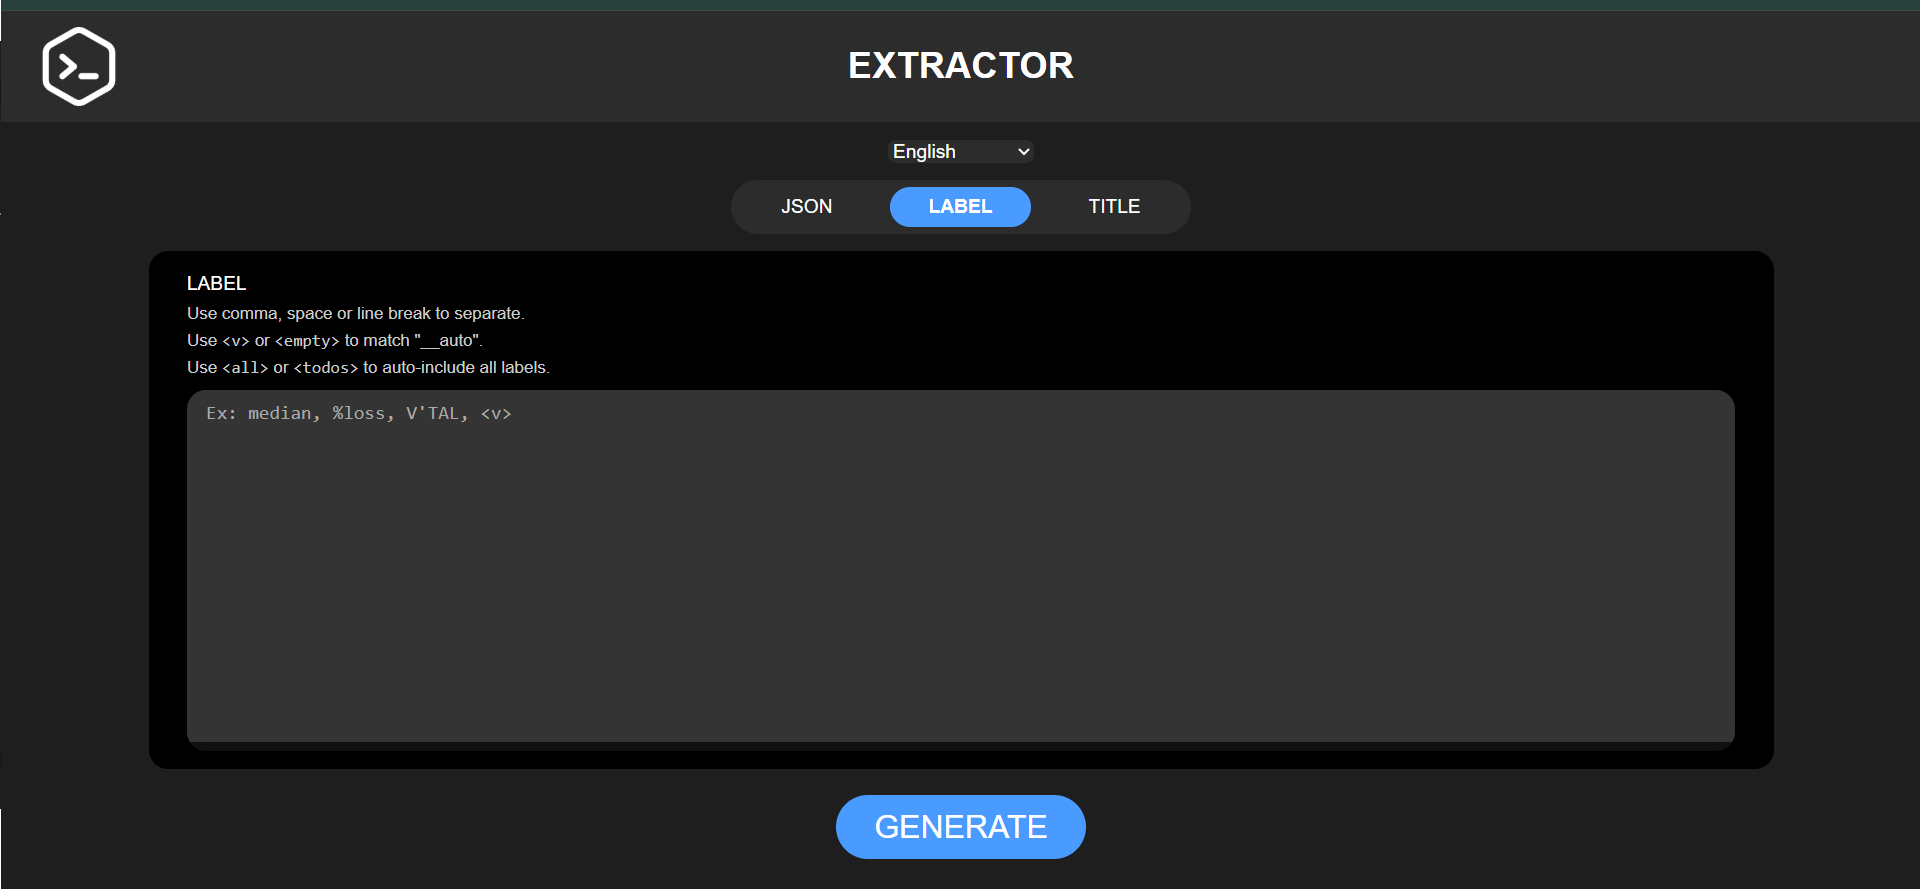 EXTRACTOR
English
JSON LABEL TITLE
LABEL
Use comma, space or line break to separate.
Use <v> or <empty> to match "__auto".
Use <all> or <todos> to auto-include all labels.
Ex: median, %loss, V'TAL, <v>
GENERATE